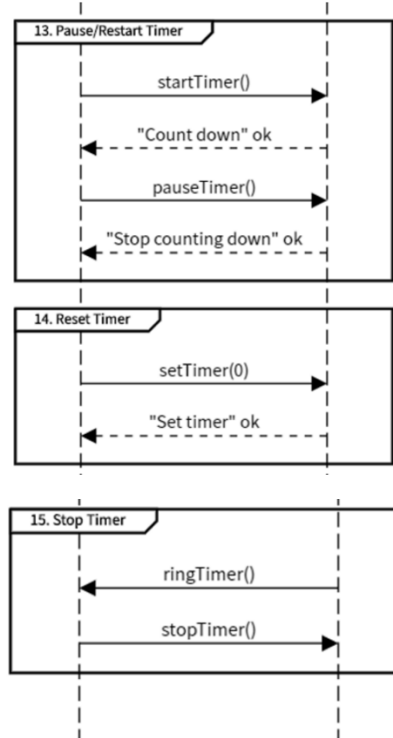 13. Pause/Restart Timer
startTimer()
"Count down" ok
pauseTimer()
"Stop counting down" ok
14. Reset Timer
setTimer(0)
"Set timer" ok
15. Stop Timer
ringTimer()
stopTimer()